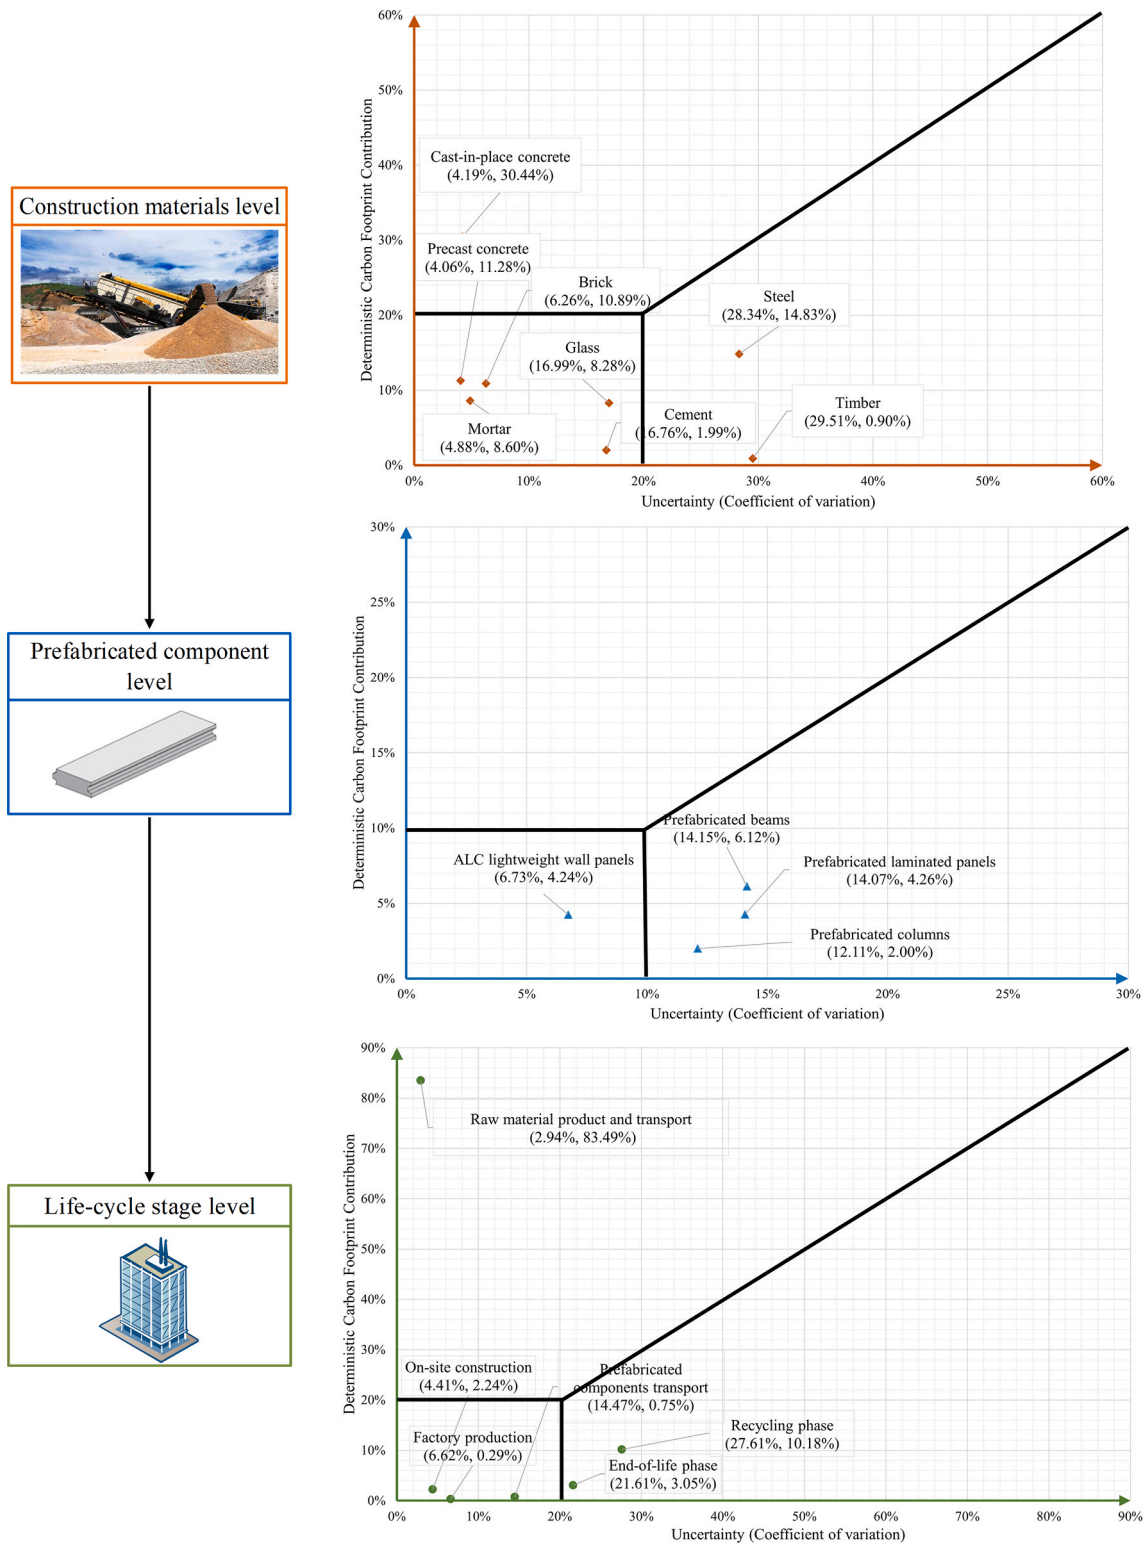 Construction materials level
Prefabricated component
level
Life-cycle stage level
Deterministic Carbon Footprint Contribution
60%
50%
40%
30%
20%
10%
0%
Cast-in-place concrete
(4.19%, 30.44%)
Precast concrete
(4.06%, 11.28%)
Brick
(6.26%, 10.89%)
Steel
(28.34%, 14.83%)
Glass
(16.99%, 8.28%)
Mortar
(4.88%, 8.60%)
Cement
(16.76%, 1.99%)
Timber
(29.51%, 0.90%)
0% 10% 20% 30% 40% 50% 60%
Uncertainty (Coefficient of variation)
Deterministic Carbon Footprint Contribution
30%
25%
20%
15%
10%
5%
0%
Prefabricated beams
(14.15%, 6.12%)
ALC lightweight wall panels
(6.73%, 4.24%)
Prefabricated laminated panels
(14.07%, 4.26%)
Prefabricated columns
(12.11%, 2.00%)
0% 5% 10% 15% 20% 25% 30%
Uncertainty (Coefficient of variation)
Deterministic Carbon Footprint Contribution
90%
80%
70%
60%
50%
40%
30%
20%
10%
0%
Raw material product and transport
(2.94%, 83.49%)
On-site construction
(4.41%, 2.24%)
Prefabricated
components transport
(14.47%, 0.75%)
Factory production
(6.62%, 0.29%)
Recycling phase
(27.61%, 10.18%)
End-of-life phase
(21.61%, 3.05%)
0% 10% 20% 30% 40% 50% 60% 70% 80% 90%
Uncertainty (Coefficient of variation)